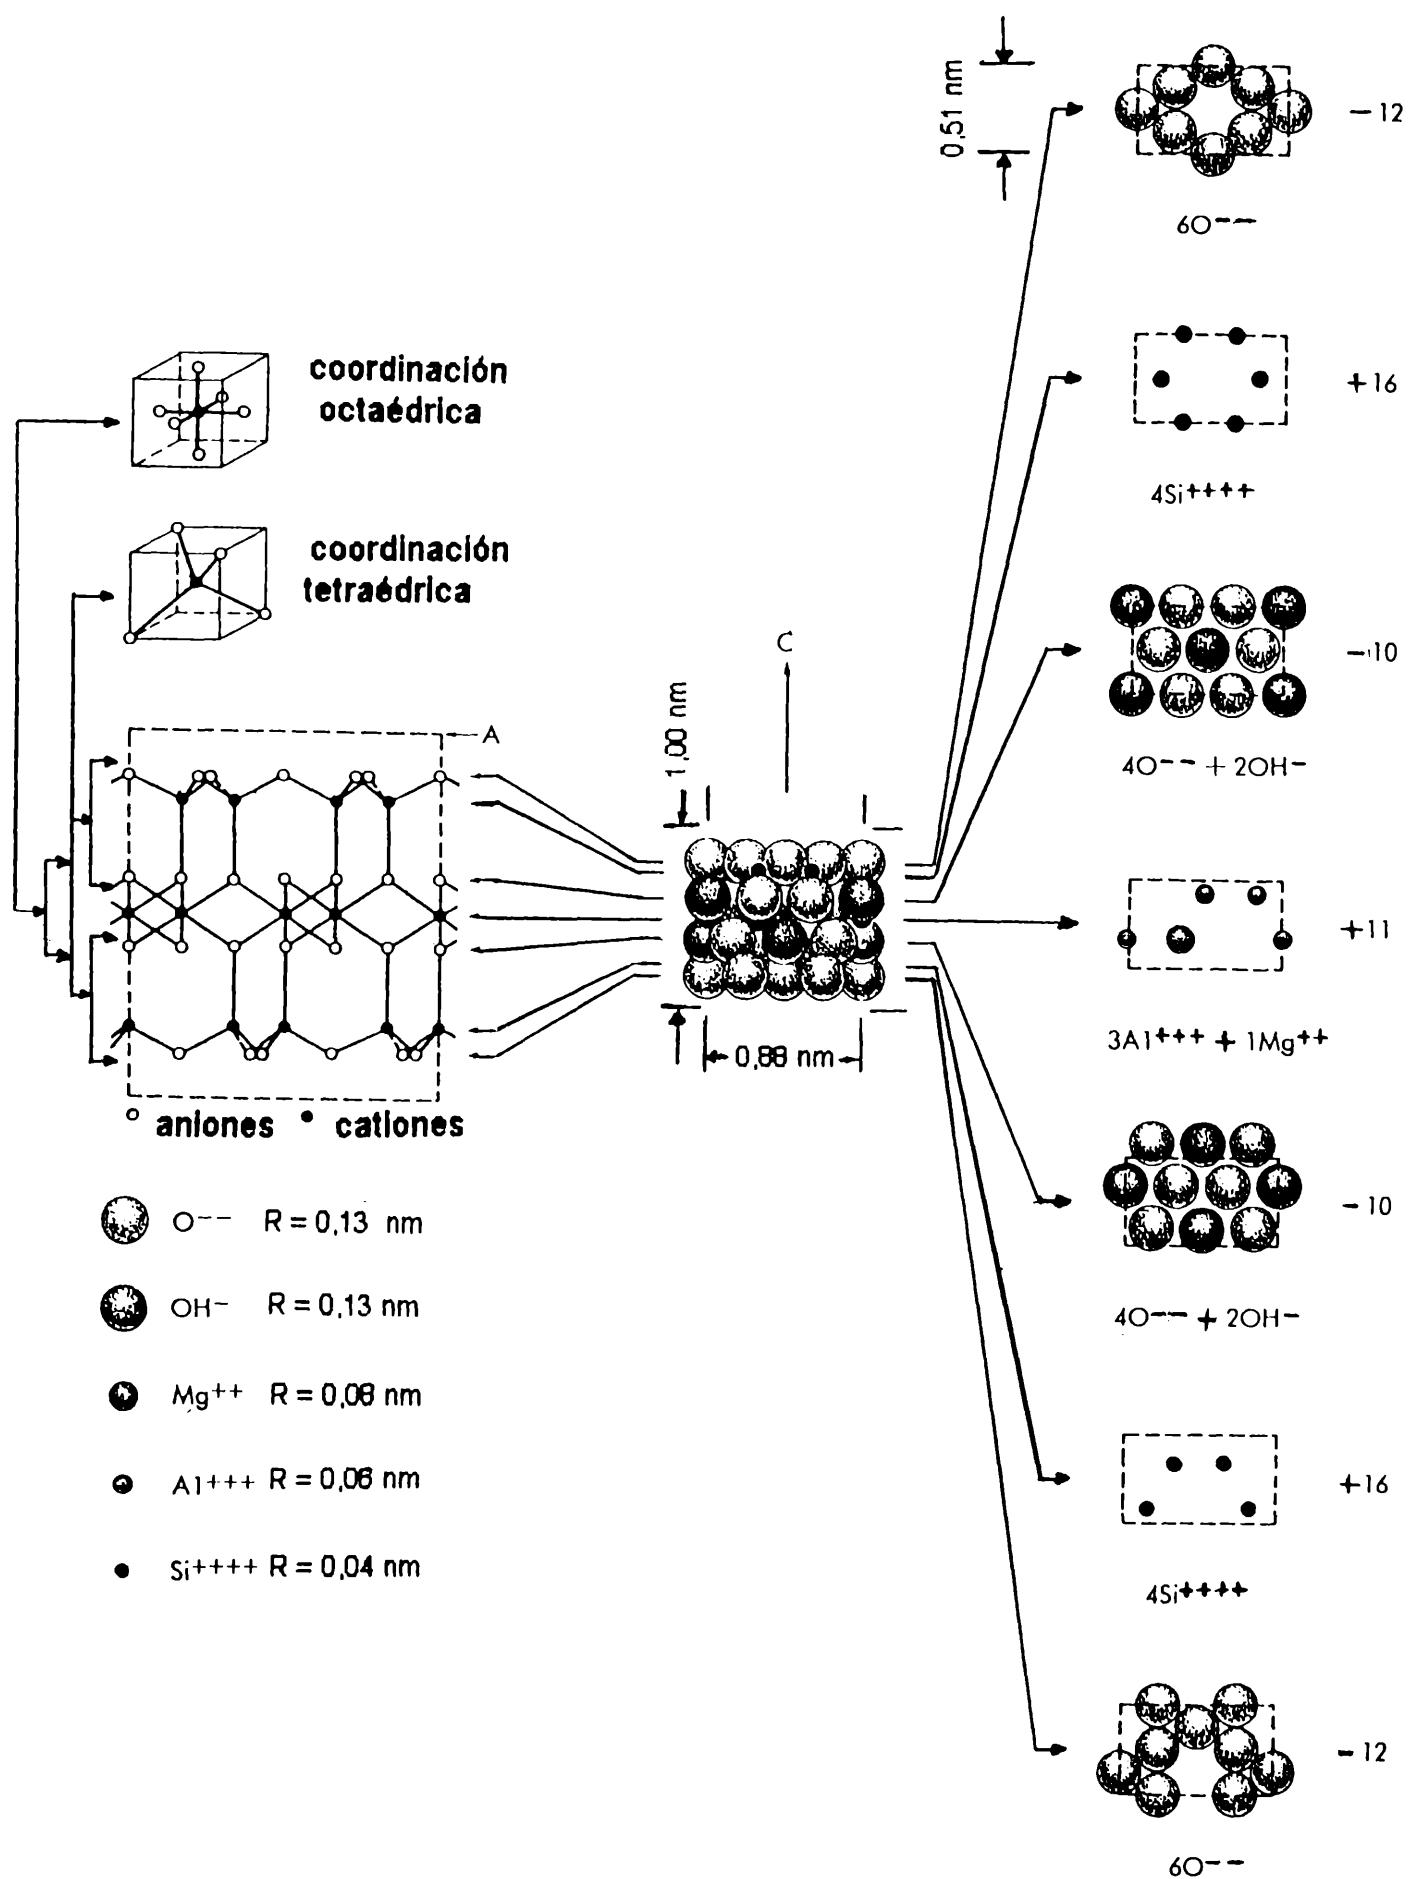 0,51 nm
−12
6O−−
coordinación
octaédrica
+16
4Si++++
coordinación
tetraédrica
C
−10
4O−− + 2OH−
1,00 nm
A
+11
3Al+++ + 1Mg++
0,88 nm
aniones
cationes
−10
4O−− + 2OH−
O−− R = 0,13 nm
OH− R = 0,13 nm
Mg++ R = 0,08 nm
Al+++ R = 0,06 nm
Si++++ R = 0,04 nm
+16
4Si++++
−12
6O−−